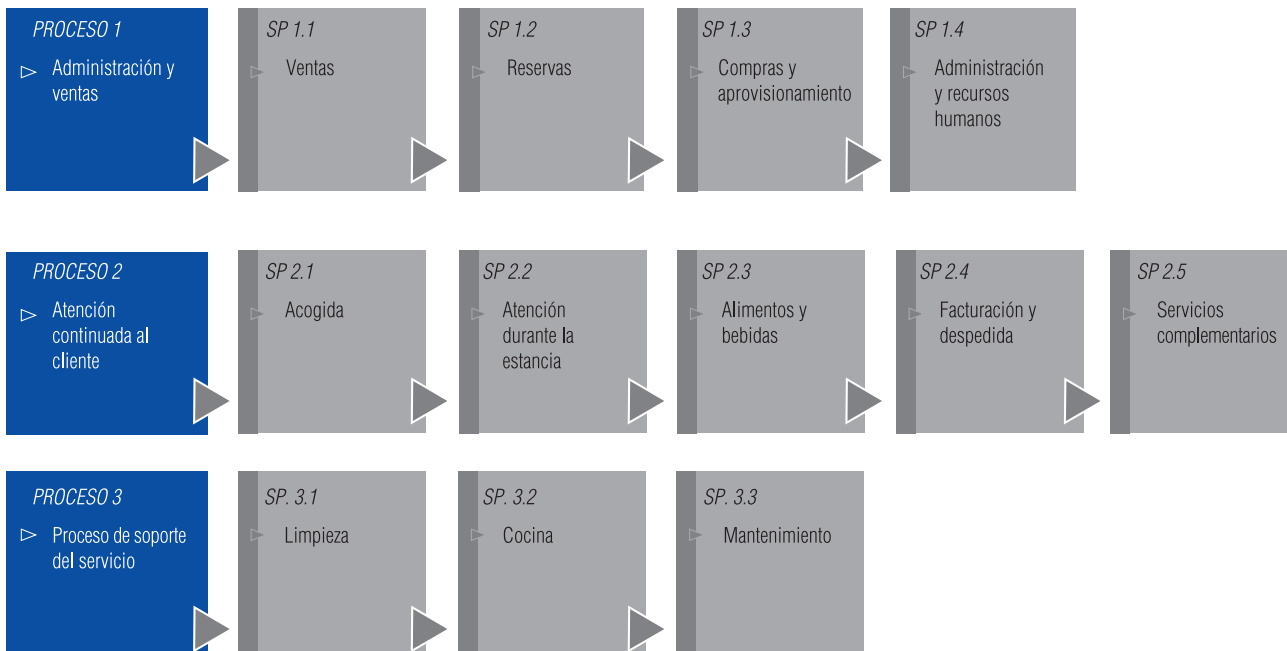 PROCESO 1
Administración y
ventas
SP 1.1
Ventas
SP 1.2
Reservas
SP 1.3
Compras y
aprovisionamiento
SP 1.4
Administración
y recursos
humanos
PROCESO 2
Atención
continuada al
cliente
SP 2.1
Acogida
SP 2.2
Atención
durante la
estancia
SP 2.3
Alimentos y
bebidas
SP 2.4
Facturación y
despedida
SP 2.5
Servicios
complementarios
PROCESO 3
Proceso de soporte
del servicio
SP. 3.1
Limpieza
SP. 3.2
Cocina
SP. 3.3
Mantenimiento